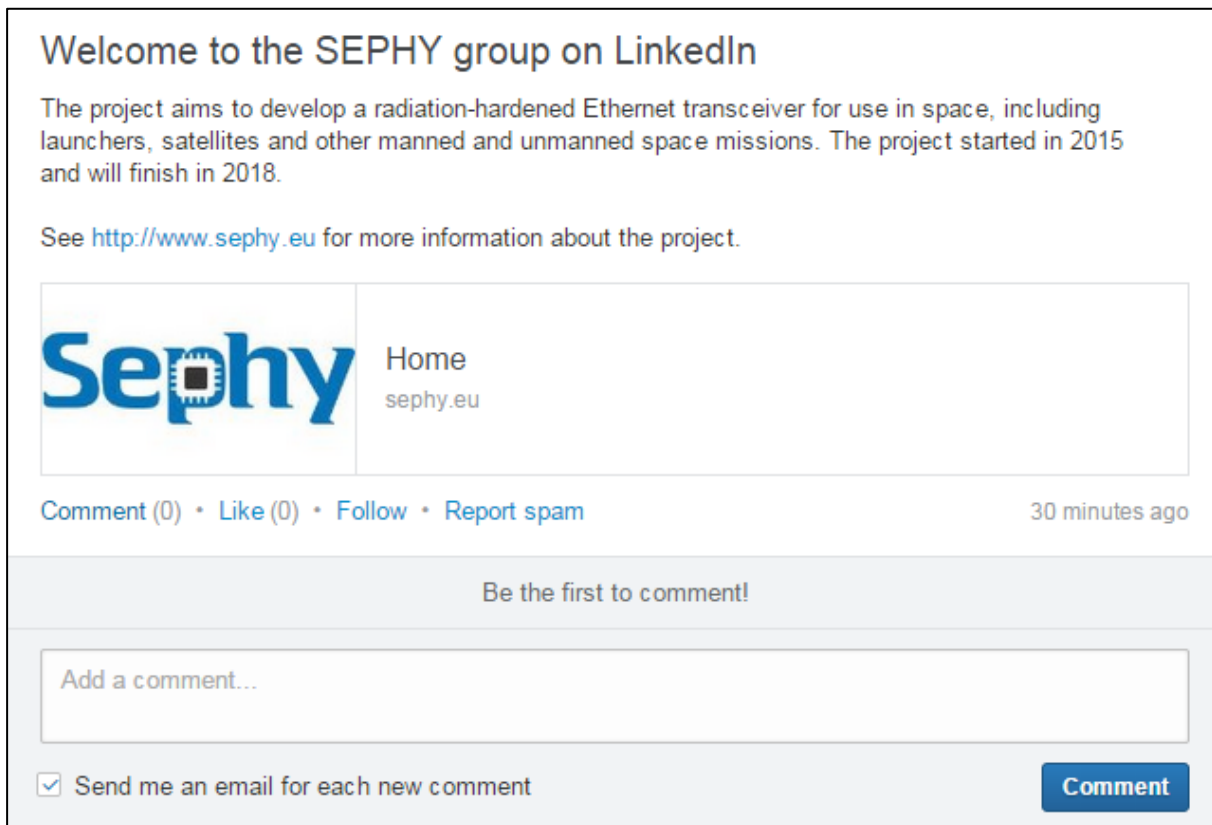 Welcome to the SEPHY group on LinkedIn
The project aims to develop a radiation-hardened Ethernet transceiver for use in space, including
launchers, satellites and other manned and unmanned space missions. The project started in 2015
and will finish in 2018.
See http://www.sephy.eu for more information about the project.
Sephy
Home
sephy.eu
Comment (0) • Like (0) • Follow • Report spam
30 minutes ago
Be the first to comment!
Add a comment...
Send me an email for each new comment
Comment